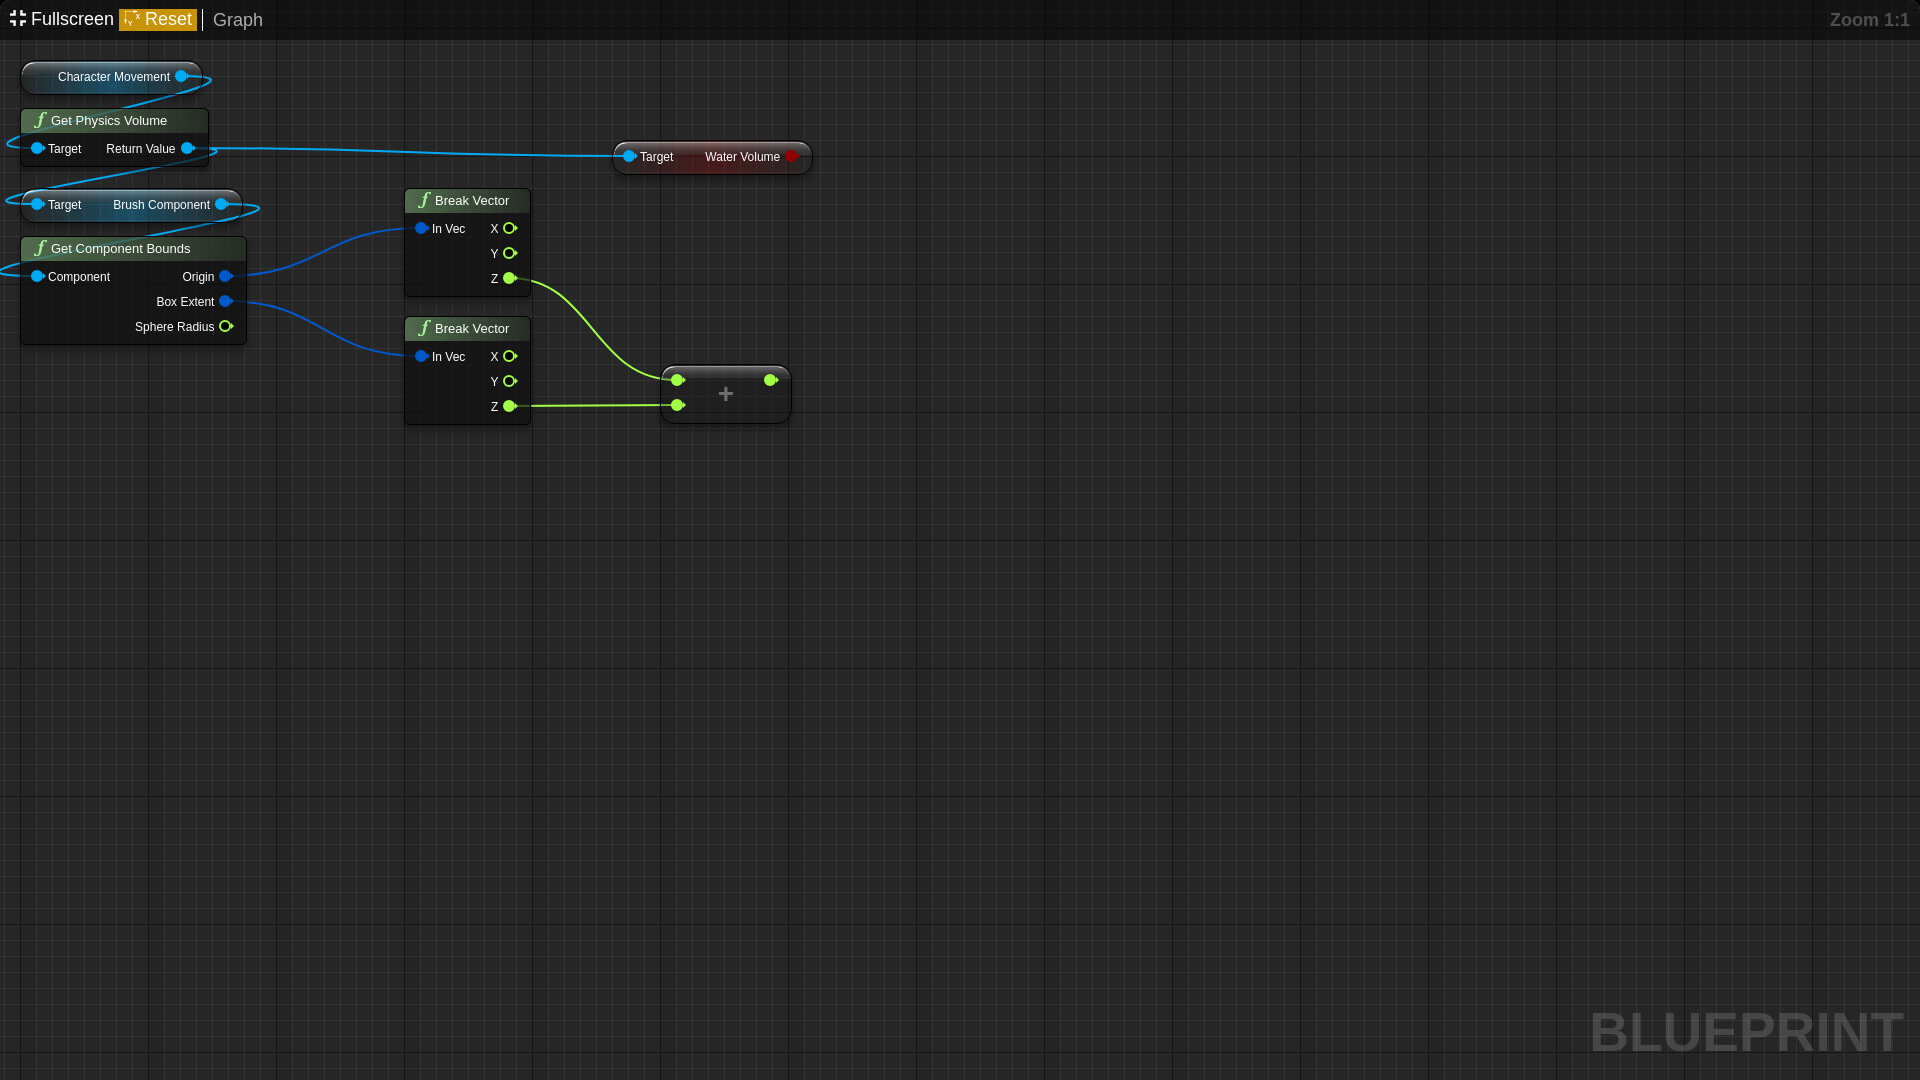 Fullscreen Reset Graph Zoom 1:1
Character Movement
Get Physics Volume
Target Return Value
Target Water Volume
Target Brush Component
Break Vector
In Vec X
Y
Z
Get Component Bounds
Component Origin
Box Extent
Sphere Radius
Break Vector
In Vec X
Y
Z
+
BLUEPRINT